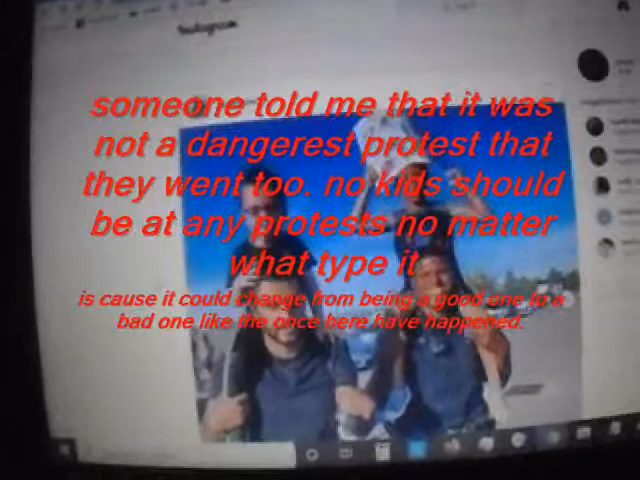 Instagram
someone told me that it was
not a dangerest protest that
they went too. no kids should
be at any protests no matter
what type it
is cause it could change from being a good one to a
bad one like the once here have happened.